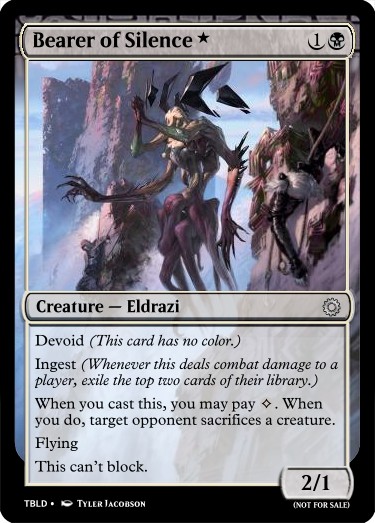 Bearer of Silence ★ 1
Creature — Eldrazi
Devoid (This card has no color.)
Ingest (Whenever this deals combat damage to a
player, exile the top two cards of their library.)
When you cast this, you may pay ⟡. When
you do, target opponent sacrifices a creature.
Flying
This can't block.
2/1
TBLD • Tyler Jacobson
(NOT FOR SALE)